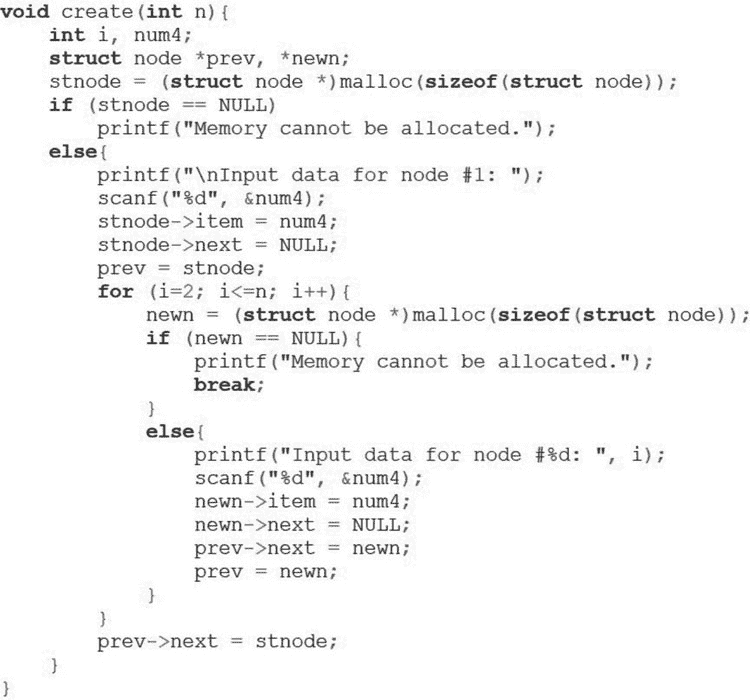 void create(int n){
    int i, num4;
    struct node *prev, *newn;
    stnode = (struct node *)malloc(sizeof(struct node));
    if (stnode == NULL)
        printf("Memory cannot be allocated.");
    else{
        printf("\nInput data for node #1: ");
        scanf("%d", &num4);
        stnode->item = num4;
        stnode->next = NULL;
        prev = stnode;
        for (i=2; i<=n; i++){
            newn = (struct node *)malloc(sizeof(struct node));
            if (newn == NULL){
                printf("Memory cannot be allocated.");
                break;
            }
            else{
                printf("Input data for node #%d: ", i);
                scanf("%d", &num4);
                newn->item = num4;
                newn->next = NULL;
                prev->next = newn;
                prev = newn;
            }
        }
        prev->next = stnode;
    }
}